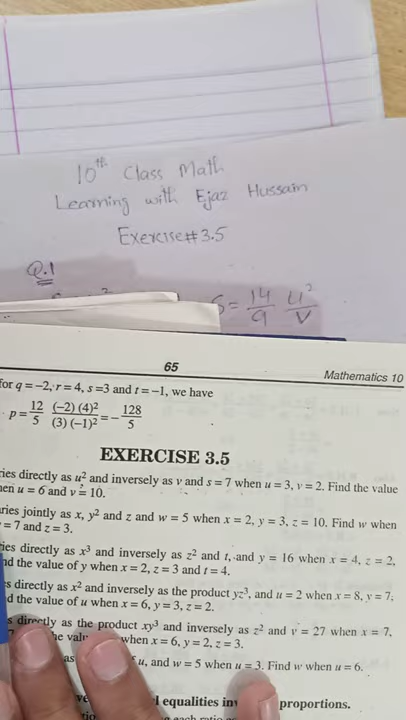 10th Class Math
Learning with Ejaz Hussain
Exercise#3.5
Q.1
S = 14/9 u²/v
65
Mathematics 10
for q = −2, r = 4, s = 3 and t = −1, we have
p = 12/5 (−2) (4)²/(3) (−1)² = − 128/5
EXERCISE 3.5
ries directly as u² and inversely as v and s = 7 when u = 3, v = 2. Find the value
hen u = 6 and v = 10.
aries jointly as x, y² and z and w = 5 when x = 2, y = 3, z = 10. Find w when
= 7 and z = 3.
ies directly as x³ and inversely as z² and t, and y = 16 when x = 4, z = 2,
nd the value of y when x = 2, z = 3 and t = 4.
s directly as x² and inversely as the product yz³, and u = 2 when x = 8, y = 7,
d the value of u when x = 6, y = 3, z = 2.
s directly as the product xy³ and inversely as z² and v = 27 when x = 7,
he valu when x = 6, y = 2, z = 3.
as u, and w = 5 when u = 3. Find w when u = 6.
ve l equalities in proportions.